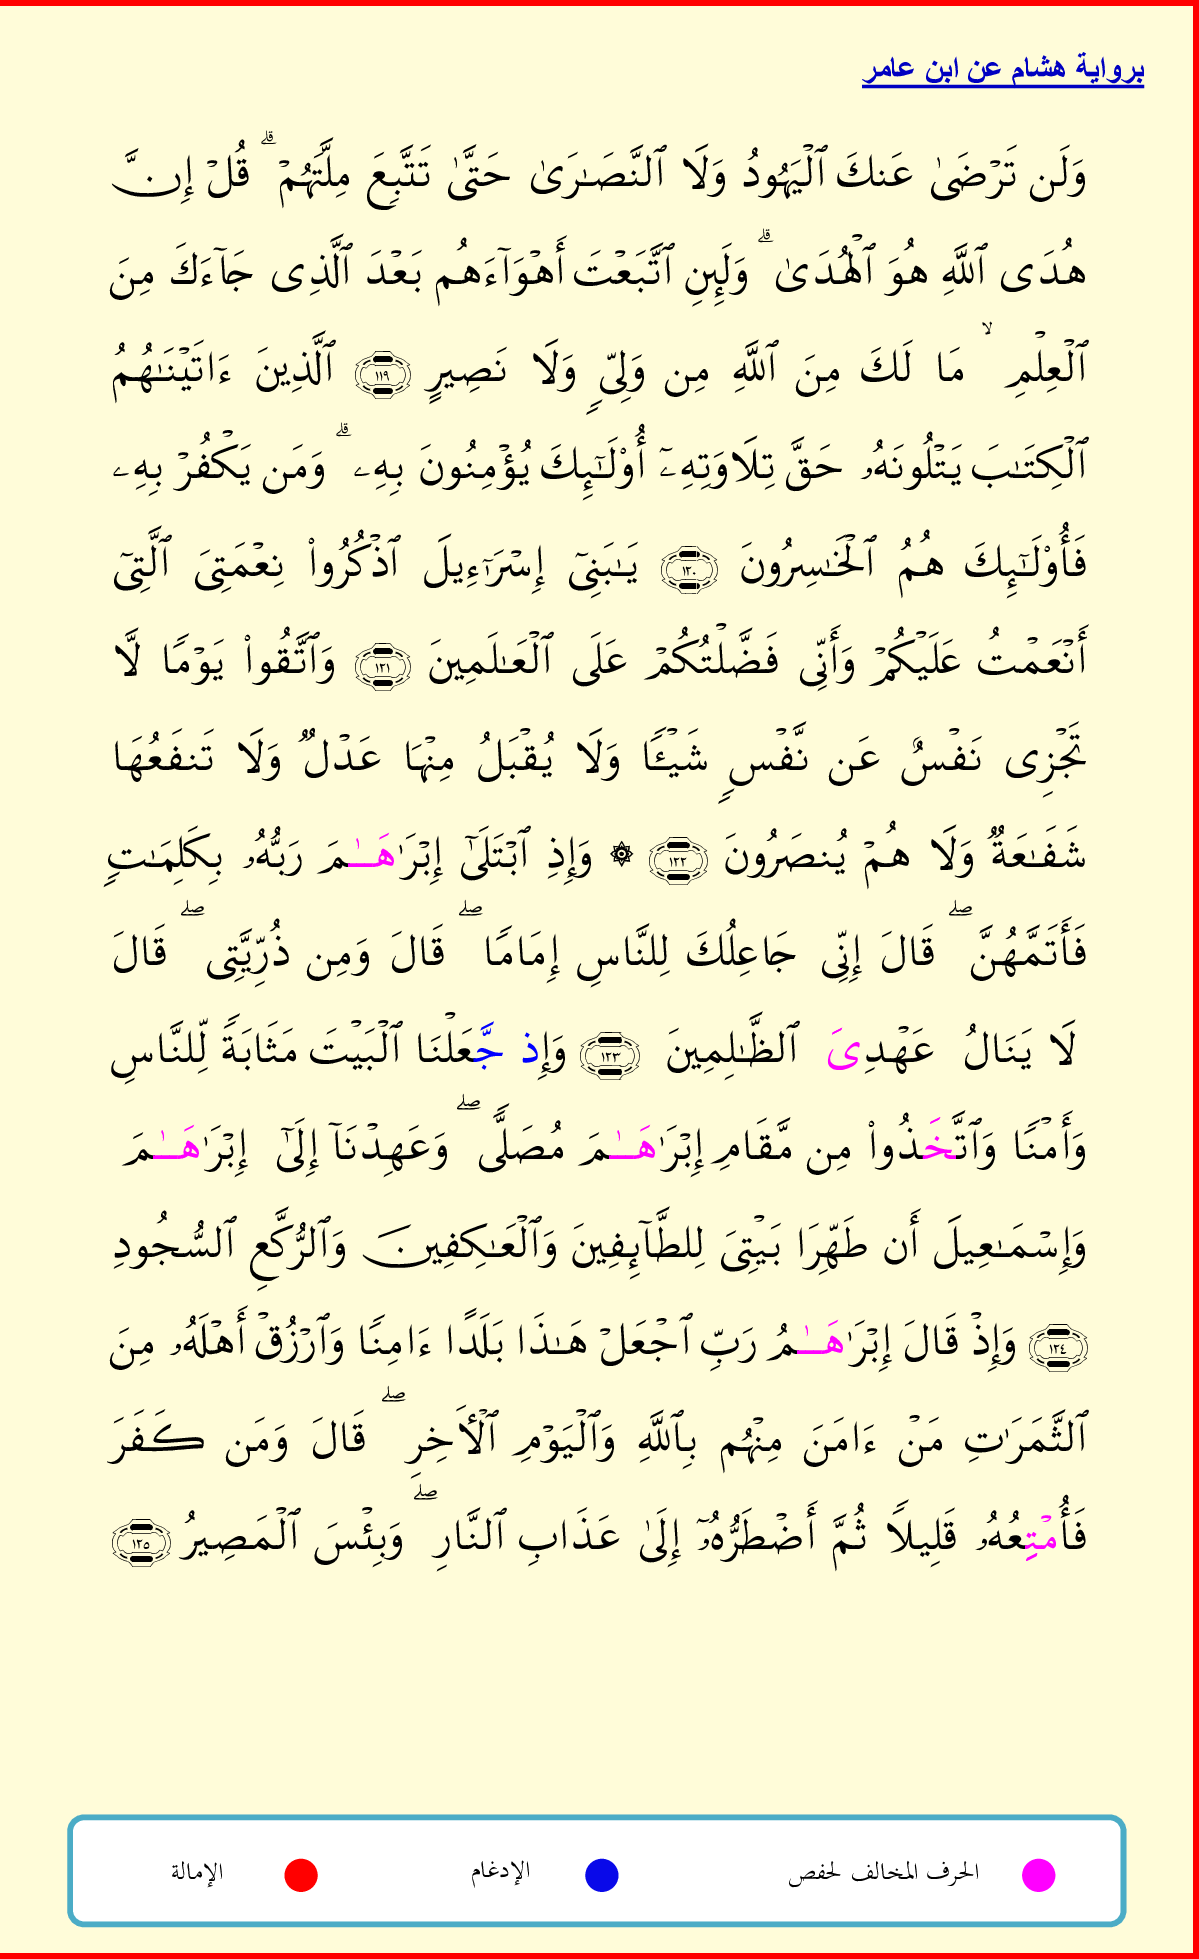 برواية هشام عن ابن عامر
وَلَن تَرْضَىٰ عَنكَ ٱلْيَهُودُ وَلَا ٱلنَّصَـٰرَىٰ حَتَّىٰ تَتَّبِعَ مِلَّتَهُمْ ۗ قُلْ إِنَّ
هُدَى ٱللَّهِ هُوَ ٱلْهُدَىٰ ۗ وَلَئِنِ ٱتَّبَعْتَ أَهْوَآءَهُم بَعْدَ ٱلَّذِى جَآءَكَ مِنَ
ٱلْعِلْمِ ۙ مَا لَكَ مِنَ ٱللَّهِ مِن وَلِىٍّ وَلَا نَصِيرٍ ١١٩ ٱلَّذِينَ ءَاتَيْنَـٰهُمُ
ٱلْكِتَـٰبَ يَتْلُونَهُۥ حَقَّ تِلَاوَتِهِۦٓ أُوْلَـٰٓئِكَ يُؤْمِنُونَ بِهِۦ ۗ وَمَن يَكْفُرْ بِهِۦ
فَأُوْلَـٰٓئِكَ هُمُ ٱلْخَـٰسِرُونَ ١٢٠ يَـٰبَنِىٓ إِسْرَٰٓءِيلَ ٱذْكُرُوا۟ نِعْمَتِىَ ٱلَّتِىٓ
أَنْعَمْتُ عَلَيْكُمْ وَأَنِّى فَضَّلْتُكُمْ عَلَى ٱلْعَـٰلَمِينَ ١٢١ وَٱتَّقُوا۟ يَوْمًا لَّا
تَجْزِى نَفْسٌ عَن نَّفْسٍ شَيْـًٔا وَلَا يُقْبَلُ مِنْهَا عَدْلٌ وَلَا تَنفَعُهَا
شَفَـٰعَةٌ وَلَا هُمْ يُنصَرُونَ ١٢٢ ۞ وَإِذِ ٱبْتَلَىٰٓ إِبْرَٰهَـٰمَ رَبُّهُۥ بِكَلِمَـٰتٍ
فَأَتَمَّهُنَّ ۖ قَالَ إِنِّى جَاعِلُكَ لِلنَّاسِ إِمَامًا ۖ قَالَ وَمِن ذُرِّيَّتِى ۖ قَالَ
لَا يَنَالُ عَهْدِىَ ٱلظَّـٰلِمِينَ ١٢٣ وَإِذ جَّعَلْنَا ٱلْبَيْتَ مَثَابَةً لِّلنَّاسِ
وَأَمْنًا وَٱتَّخَذُوا۟ مِن مَّقَامِ إِبْرَٰهَـٰمَ مُصَلًّى ۖ وَعَهِدْنَآ إِلَىٰٓ إِبْرَٰهَـٰمَ
وَإِسْمَـٰعِيلَ أَن طَهِّرَا بَيْتِىَ لِلطَّآئِفِينَ وَٱلْعَـٰكِفِينَ وَٱلرُّكَّعِ ٱلسُّجُودِ
١٢٤ وَإِذْ قَالَ إِبْرَٰهَـٰمُ رَبِّ ٱجْعَلْ هَـٰذَا بَلَدًا ءَامِنًا وَٱرْزُقْ أَهْلَهُۥ مِنَ
ٱلثَّمَرَٰتِ مَنْ ءَامَنَ مِنْهُم بِٱللَّهِ وَٱلْيَوْمِ ٱلْأَخِرِ ۖ قَالَ وَمَن كَفَرَ
فَأُمْتِعُهُۥ قَلِيلًا ثُمَّ أَضْطَرُّهُۥٓ إِلَىٰ عَذَابِ ٱلنَّارِ ۖ وَبِئْسَ ٱلْمَصِيرُ ١٢٥
الحرف المخالف لحفص الإدغام الإمالة